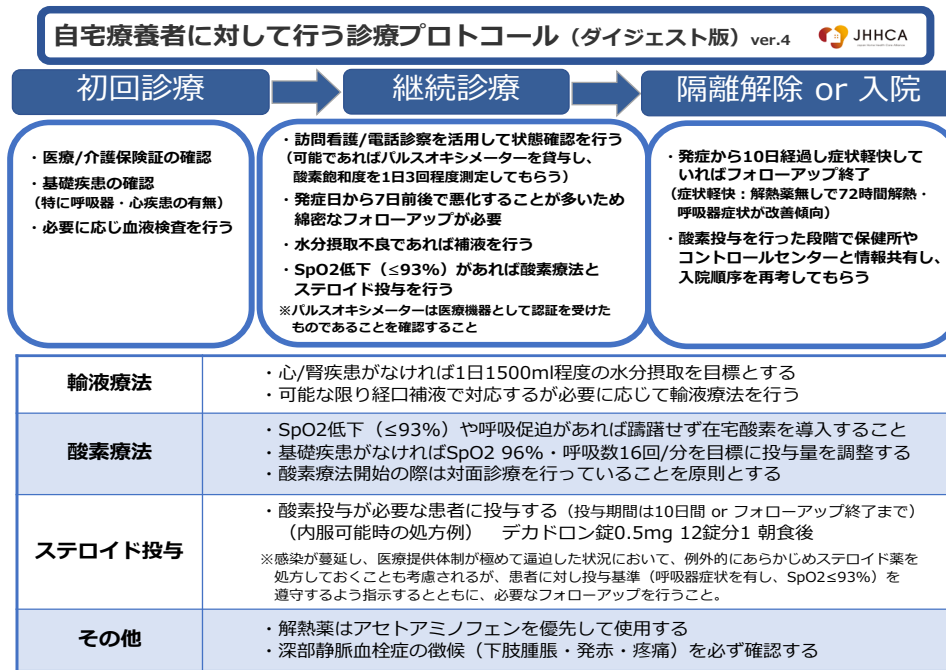 自宅療養者に対して行う診療プロトコール（ダイジェスト版）ver.4
JHHCA
初回診療
継続診療
隔離解除 or 入院
・医療/介護保険証の確認
・基礎疾患の確認
（特に呼吸器・心疾患の有無）
・必要に応じ血液検査を行う
・訪問看護/電話診察を活用して状態確認を行う
（可能であればパルスオキシメーターを貸与し、
酸素飽和度を1日3回程度測定してもらう）
・発症日から7日前後で悪化することが多いため
綿密なフォローアップが必要
・水分摂取不良であれば補液を行う
・SpO2低下（≤93%）があれば酸素療法と
ステロイド投与を行う
※パルスオキシメーターは医療機器として認証を受けた
ものであることを確認すること
・発症から10日経過し症状軽快して
いればフォローアップ終了
（症状軽快：解熱薬無しで72時間解熱・
呼吸器症状が改善傾向）
・酸素投与を行った段階で保健所や
コントロールセンターと情報共有し、
入院順序を再考してもらう
輸液療法
・心/腎疾患がなければ1日1500ml程度の水分摂取を目標とする
・可能な限り経口補液で対応するが必要に応じて輸液療法を行う
酸素療法
・SpO2低下（≤93%）や呼吸促迫があれば躊躇せず在宅酸素を導入すること
・基礎疾患がなければSpO2 96%・呼吸数16回/分を目標に投与量を調整する
・酸素療法開始の際は対面診療を行っていることを原則とする
ステロイド投与
・酸素投与が必要な患者に投与する（投与期間は10日間 or フォローアップ終了まで）
（内服可能時の処方例）　デカドロン錠0.5mg 12錠分1 朝食後
※感染が蔓延し、医療提供体制が極めて逼迫した状況において、例外的にあらかじめステロイド薬を
処方しておくことも考慮されるが、患者に対し投与基準（呼吸器症状を有し、SpO2≤93%）を
遵守するよう指示するとともに、必要なフォローアップを行うこと。
その他
・解熱薬はアセトアミノフェンを優先して使用する
・深部静脈血栓症の徴候（下肢腫脹・発赤・疼痛）を必ず確認する